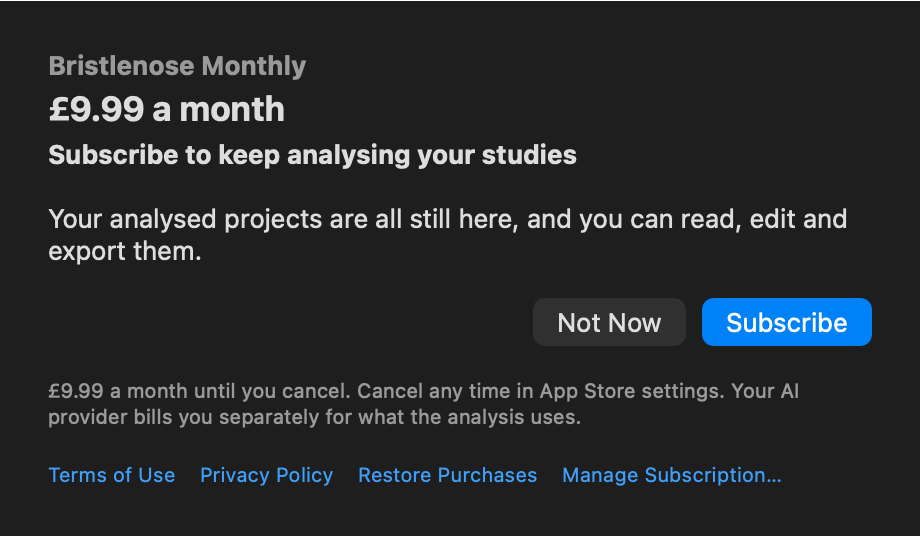 Bristlenose Monthly
£9.99 a month
Subscribe to keep analysing your studies
Your analysed projects are all still here, and you can read, edit and
export them.
Not Now
Subscribe
£9.99 a month until you cancel. Cancel any time in App Store settings. Your AI
provider bills you separately for what the analysis uses.
Terms of Use
Privacy Policy
Restore Purchases
Manage Subscription...